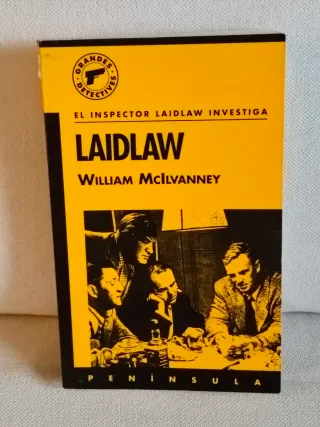 GRANDES
DETECTIVES
EL INSPECTOR LAIDLAW INVESTIGA
LAIDLAW
WILLIAM MCILVANNEY
PENÍNSULA